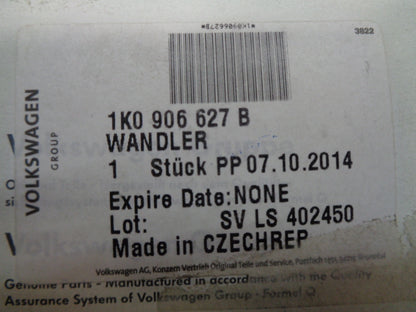 *1K0906627B*
3822
VOLKSWAGEN
GROUP
1K0 906 627 B
WANDLER
1 Stück PP 07.10.2014
Expire Date:NONE
Lot: SV LS 402450
Made in CZECHREP
Volkswagen AG, Konzern Vertrieb Original Teile und Service, Postfach
Genuine Parts - Manufactured in accordance with the Quality
Assurance System of Volkswagen Group - Formel Q